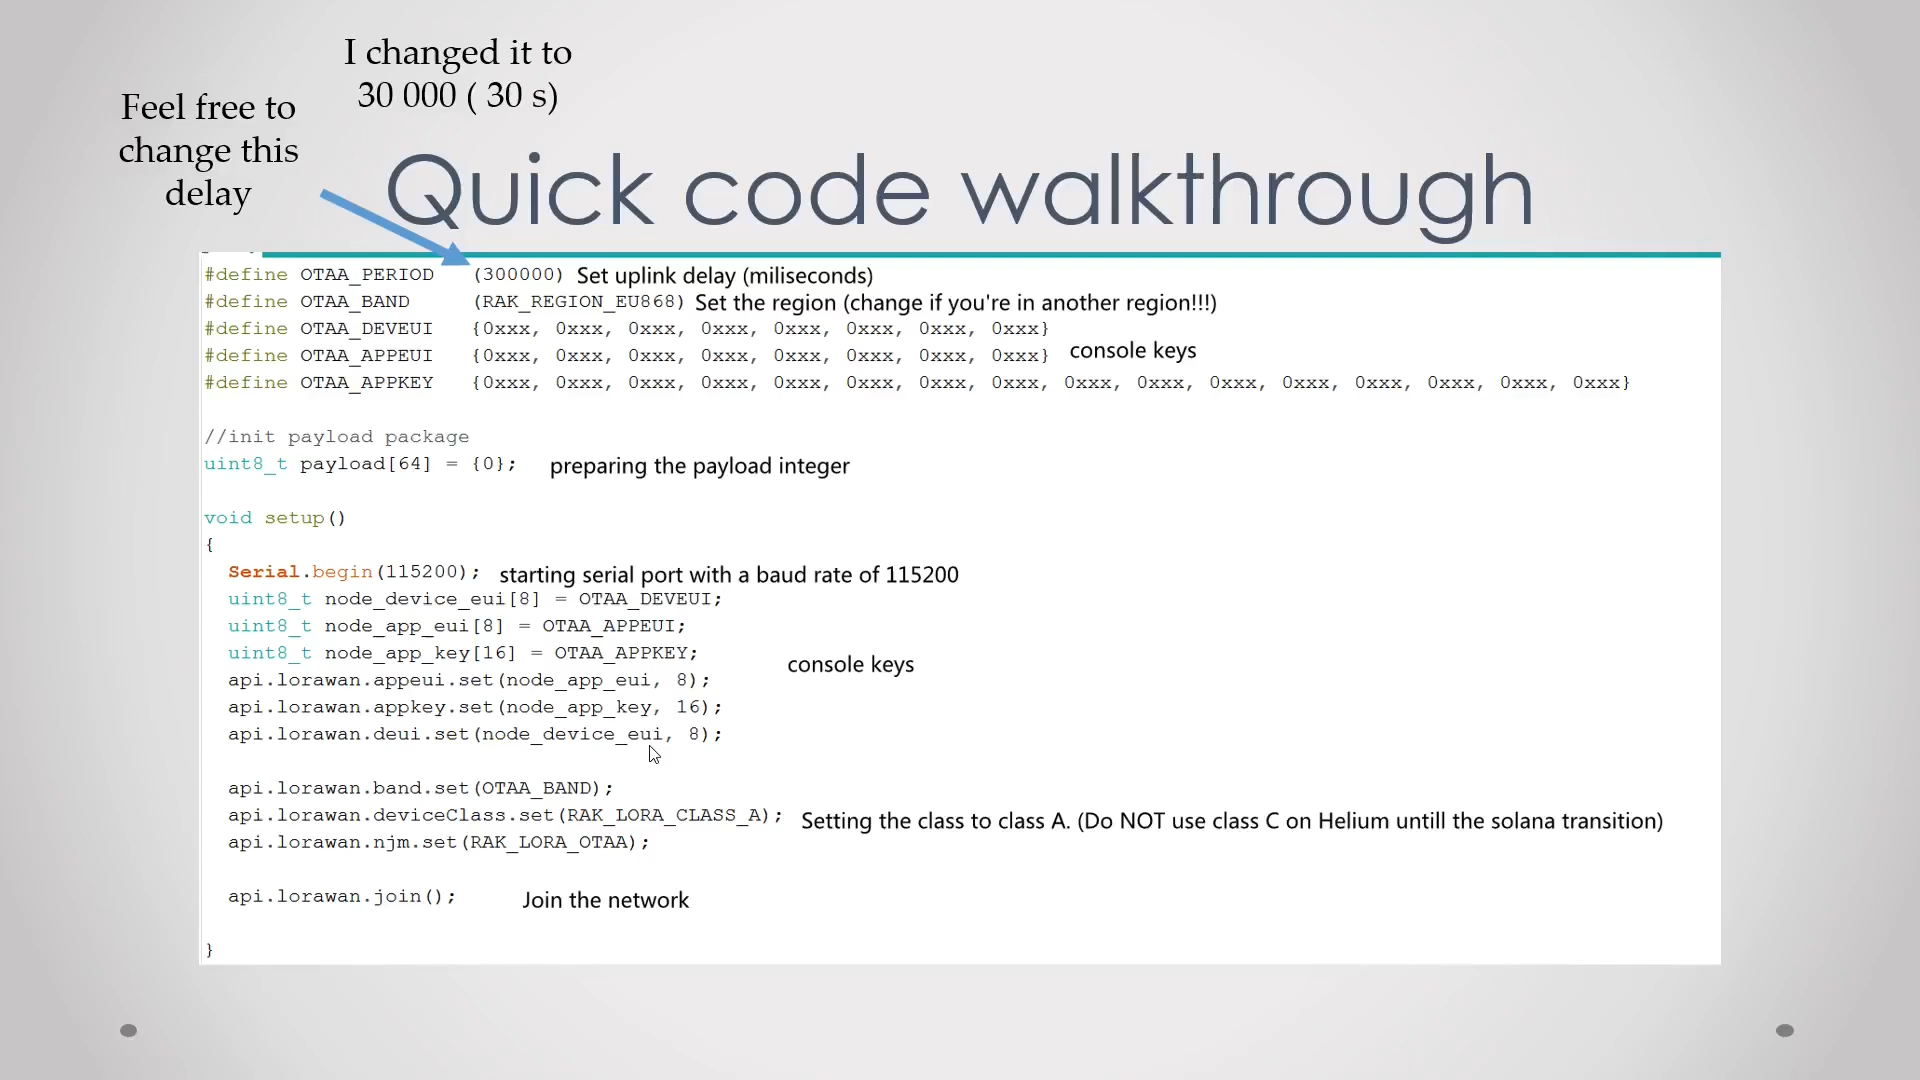 I changed it to
30 000 ( 30 s)
Feel free to
change this
delay
Quick code walkthrough
#define OTAA_PERIOD (300000) Set uplink delay (miliseconds)
#define OTAA_BAND (RAK_REGION_EU868) Set the region (change if you're in another region!!!)
#define OTAA_DEVEUI {0xxx, 0xxx, 0xxx, 0xxx, 0xxx, 0xxx, 0xxx, 0xxx}
#define OTAA_APPEUI {0xxx, 0xxx, 0xxx, 0xxx, 0xxx, 0xxx, 0xxx, 0xxx} console keys
#define OTAA_APPKEY {0xxx, 0xxx, 0xxx, 0xxx, 0xxx, 0xxx, 0xxx, 0xxx, 0xxx, 0xxx, 0xxx, 0xxx, 0xxx, 0xxx, 0xxx, 0xxx}
//init payload package
uint8_t payload[64] = {0}; preparing the payload integer
void setup()
{
Serial.begin(115200); starting serial port with a baud rate of 115200
uint8_t node_device_eui[8] = OTAA_DEVEUI;
uint8_t node_app_eui[8] = OTAA_APPEUI;
uint8_t node_app_key[16] = OTAA_APPKEY;
console keys
api.lorawan.appeui.set(node_app_eui, 8);
api.lorawan.appkey.set(node_app_key, 16);
api.lorawan.deui.set(node_device_eui, 8);
api.lorawan.band.set(OTAA_BAND);
api.lorawan.deviceClass.set(RAK_LORA_CLASS_A); Setting the class to class A. (Do NOT use class C on Helium untill the solana transition)
api.lorawan.njm.set(RAK_LORA_OTAA);
api.lorawan.join(); Join the network
}